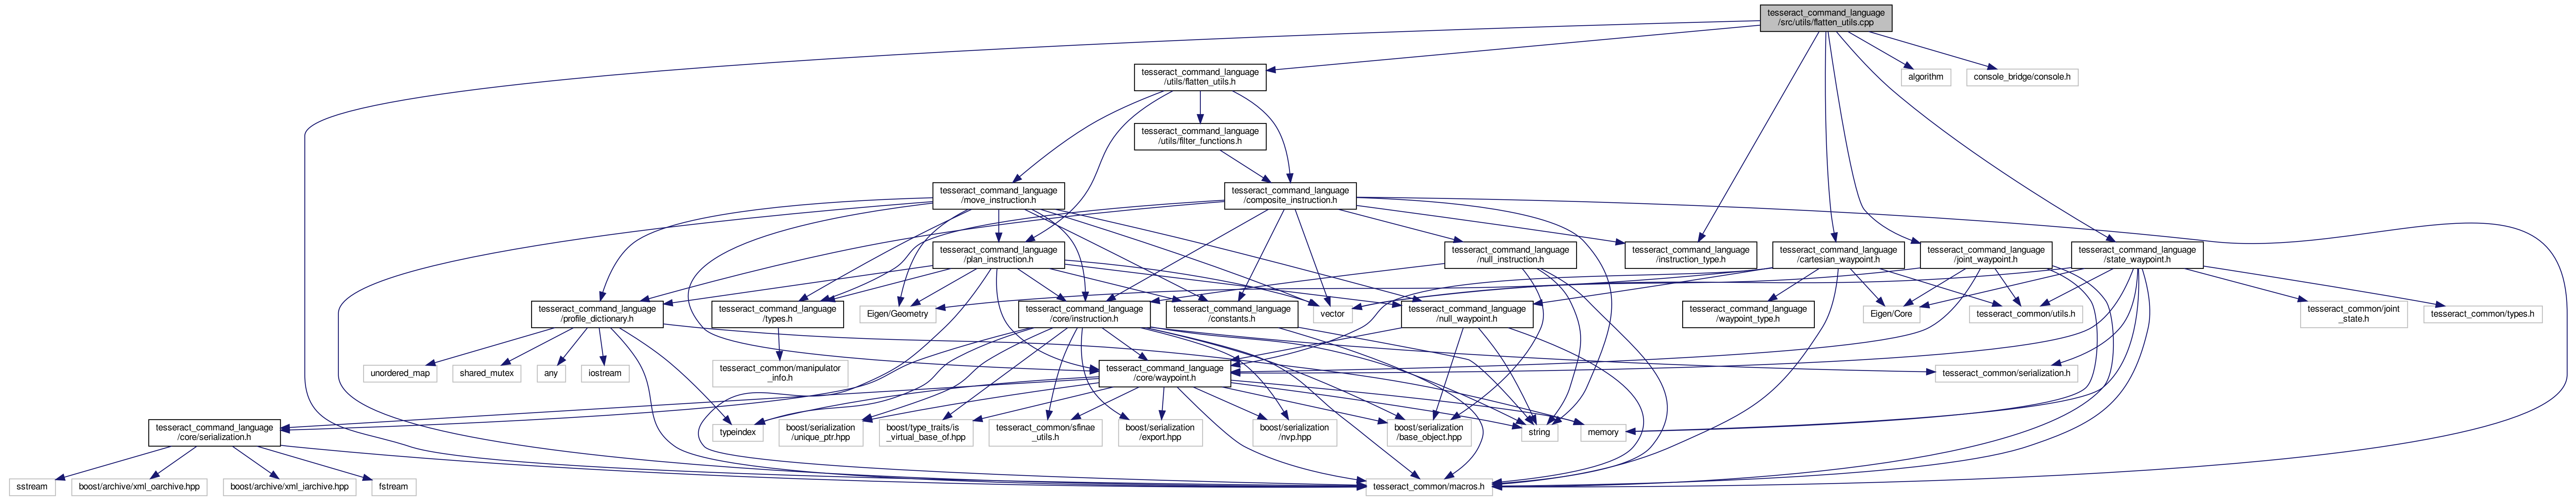 tesseract_command_language
/src/utils/flatten_utils.cpp
tesseract_command_language
/utils/flatten_utils.h
algorithm
console_bridge/console.h
tesseract_command_language
/utils/filter_functions.h
tesseract_command_language
/move_instruction.h
tesseract_command_language
/composite_instruction.h
tesseract_command_language
/plan_instruction.h
tesseract_command_language
/null_instruction.h
tesseract_command_language
/instruction_type.h
tesseract_command_language
/cartesian_waypoint.h
tesseract_command_language
/joint_waypoint.h
tesseract_command_language
/state_waypoint.h
tesseract_command_language
/profile_dictionary.h
tesseract_command_language
/types.h
Eigen/Geometry
tesseract_command_language
/core/instruction.h
tesseract_command_language
/constants.h
vector
tesseract_command_language
/null_waypoint.h
tesseract_command_language
/waypoint_type.h
Eigen/Core
tesseract_common/utils.h
tesseract_common/joint
_state.h
tesseract_common/types.h
unordered_map
shared_mutex
any
iostream
tesseract_common/manipulator
_info.h
tesseract_command_language
/core/waypoint.h
tesseract_common/serialization.h
tesseract_command_language
/core/serialization.h
typeindex
boost/serialization
/unique_ptr.hpp
boost/type_traits/is
_virtual_base_of.hpp
tesseract_common/sfinae
_utils.h
boost/serialization
/export.hpp
boost/serialization
/nvp.hpp
boost/serialization
/base_object.hpp
string
memory
sstream
boost/archive/xml_oarchive.hpp
boost/archive/xml_iarchive.hpp
fstream
tesseract_common/macros.h